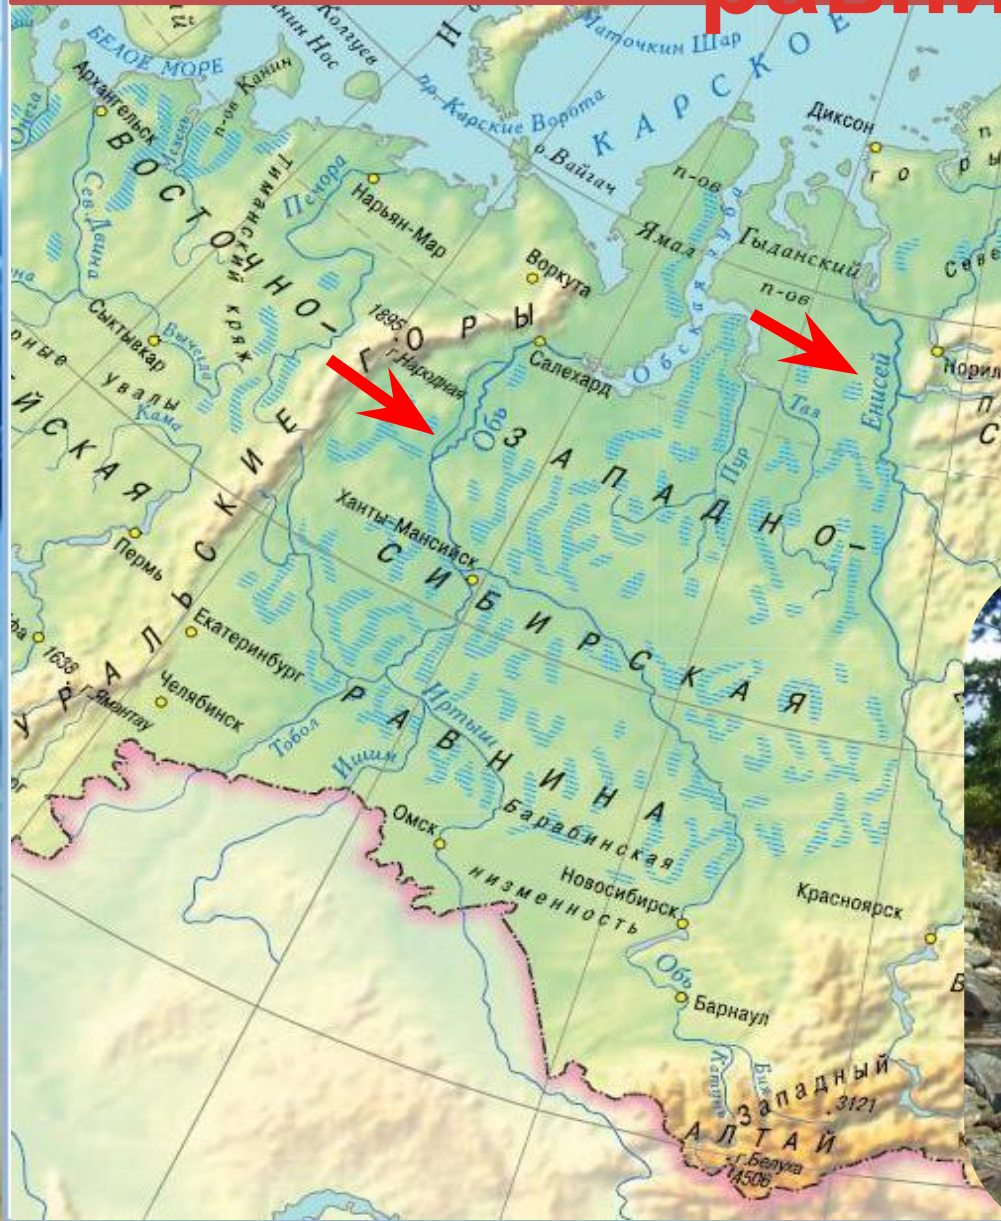 БЕЛОЕ МОРЕ
Архангельск
Онега
п-ов Канин
Канин Нос
Колгуев
Маточкин Шар
КАРСКОЕ
пр. Карские Ворота
о.Вайгач
Диксон
горы
п-ов
Ямал
Обская губа
Гыданский
п-ов
Печора
Нарьян-Мар
Воркута
Тиманский кряж
Сев. Двина
ВОСТОЧНО-
Сыктывкар
Вычегда
увалы
Кама
Пермь
1895
г.Народная
УРАЛЬСКИЕ ГОРЫ
Салехард
Обь
Енисей
Таз
Пур
ЗАПАДНО-
СИБИРСКАЯ
РАВНИНА
Ханты-Мансийск
Екатеринбург
Челябинск
1638
г.Ямантау
Тобол
Ишим
Иртыш
Омск
Барабинская
низменность
Новосибирск
Красноярск
Обь
Барнаул
Катунь
Бия
Западный
3121
АЛТАЙ
г.Белуха
4506